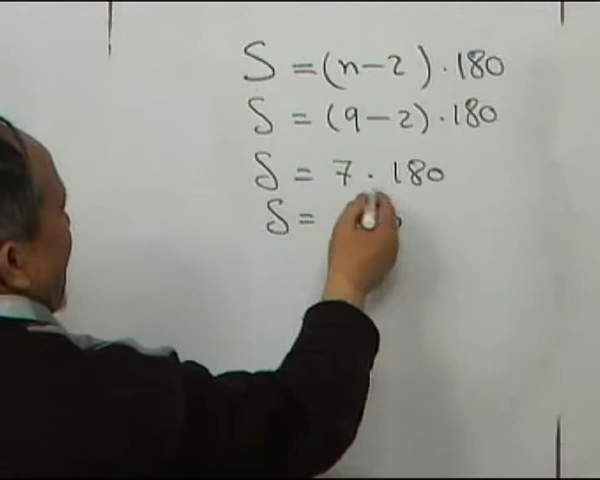 S = (n-2) · 180
S = (9-2) · 180
S = 7 · 180
S =